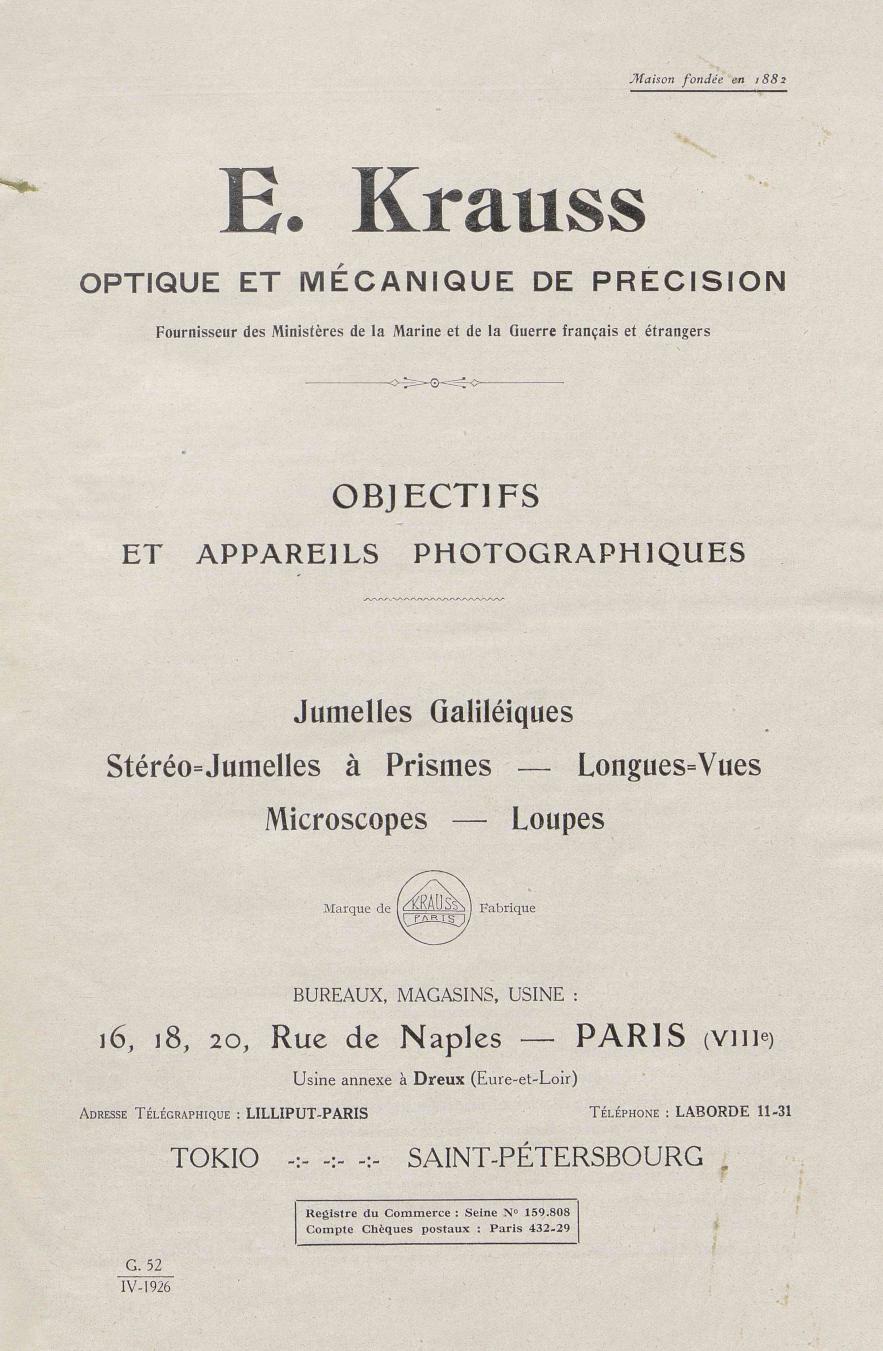 Maison fondée en 1882
E. Krauss
OPTIQUE ET MÉCANIQUE DE PRÉCISION
Fournisseur des Ministères de la Marine et de la Guerre français et étrangers
OBJECTIFS
ET APPAREILS PHOTOGRAPHIQUES
Jumelles Galiléiques
Stéréo=Jumelles à Prismes — Longues=Vues
Microscopes — Loupes
Marque de KRAUSS PARIS Fabrique
BUREAUX, MAGASINS, USINE :
16, 18, 20, Rue de Naples — PARIS (VIIIe)
Usine annexe à Dreux (Eure-et-Loir)
ADRESSE TÉLÉGRAPHIQUE : LILLIPUT-PARIS TÉLÉPHONE : LABORDE 11-31
TOKIO -:- -:- -:- SAINT-PÉTERSBOURG
Registre du Commerce : Seine No 159.808
Compte Chèques postaux : Paris 432-29
G. 52
IV-1926